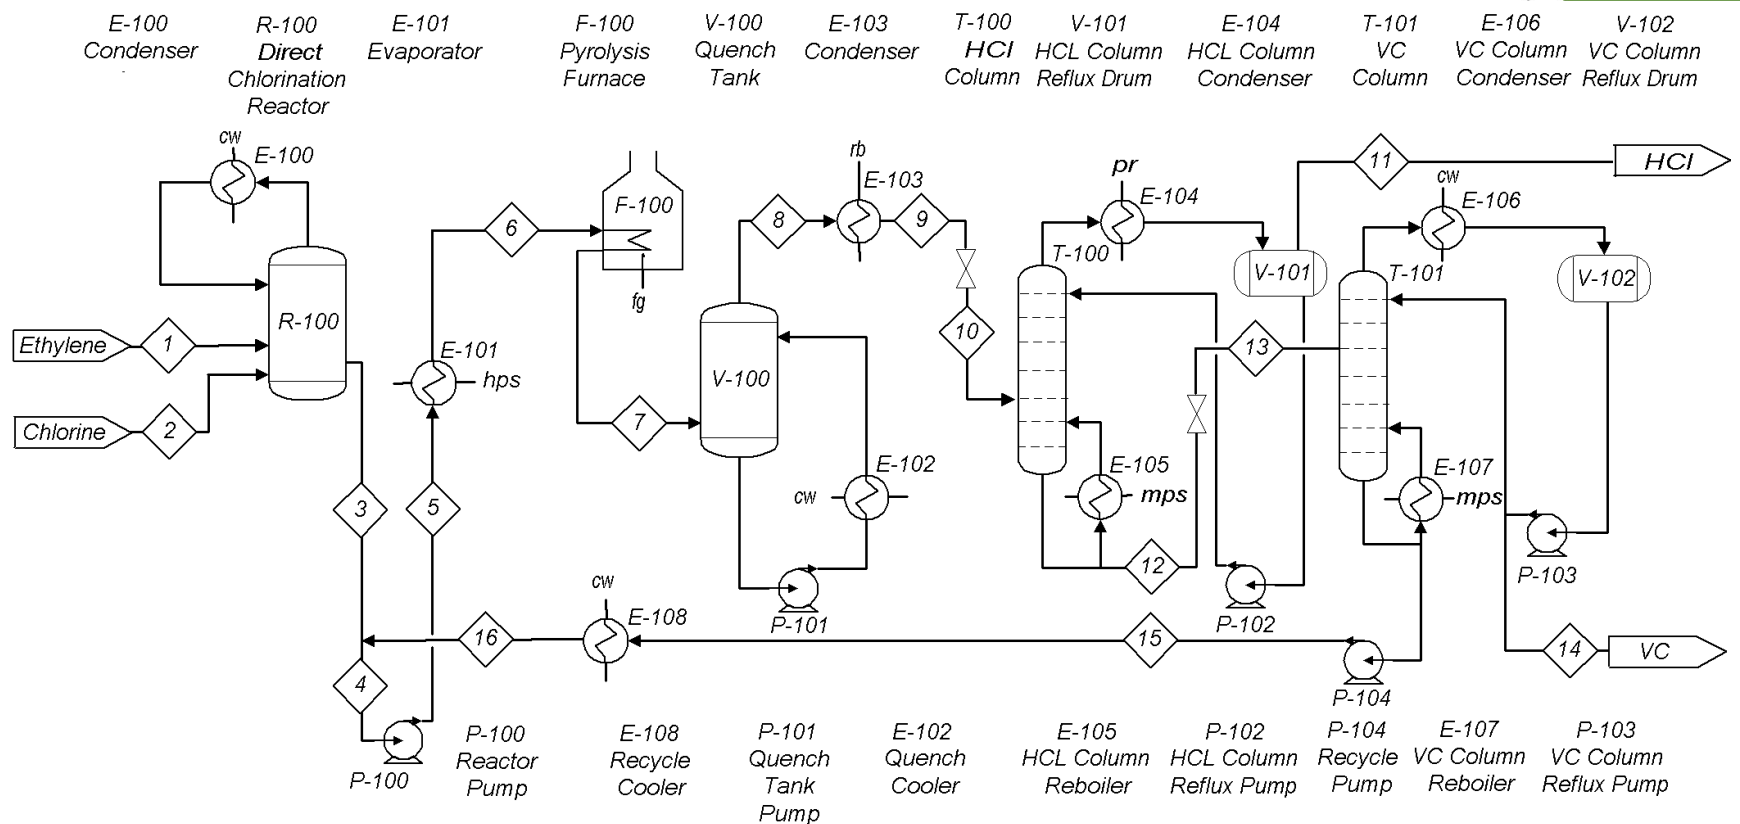 E-100
Condenser
R-100
Direct
Chlorination
Reactor
E-101
Evaporator
F-100
Pyrolysis
Furnace
V-100
Quench
Tank
E-103
Condenser
T-100
HCl
Column
V-101
HCL Column
Reflux Drum
E-104
HCL Column
Condenser
T-101
VC
Column
E-106
VC Column
Condenser
V-102
VC Column
Reflux Drum
cw
E-100
R-100
Ethylene
1
Chlorine
2
3
4
5
E-101
hps
6
F-100
fg
7
8
rb
E-103
9
10
V-100
E-102
cw
P-101
pr
E-104
T-100
V-101
11
HCl
cw
E-106
T-101
V-102
13
E-105
mps
12
P-102
E-107
mps
P-103
cw
E-108
16
15
P-104
14
VC
P-100
P-100
Reactor
Pump
E-108
Recycle
Cooler
P-101
Quench
Tank
Pump
E-102
Quench
Cooler
E-105
HCL Column
Reboiler
P-102
HCL Column
Reflux Pump
P-104
Recycle
Pump
E-107
VC Column
Reboiler
P-103
VC Column
Reflux Pump